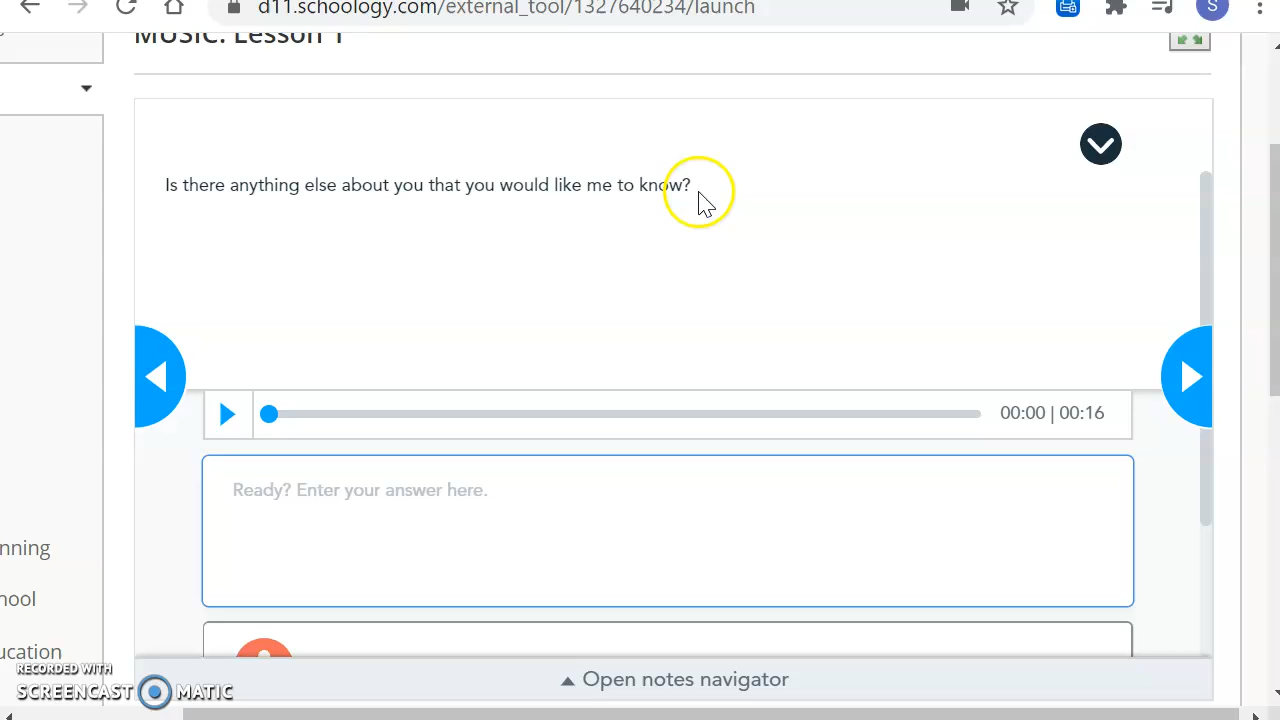 d11.schoology.com/external_tool/1327640234/launch
S
MUSIC: Lesson 1
Is there anything else about you that you would like me to know?
00:00 | 00:16
Ready? Enter your answer here.
nning
hool
ucation
Open notes navigator
RECORDED WITH
SCREENCAST MATIC